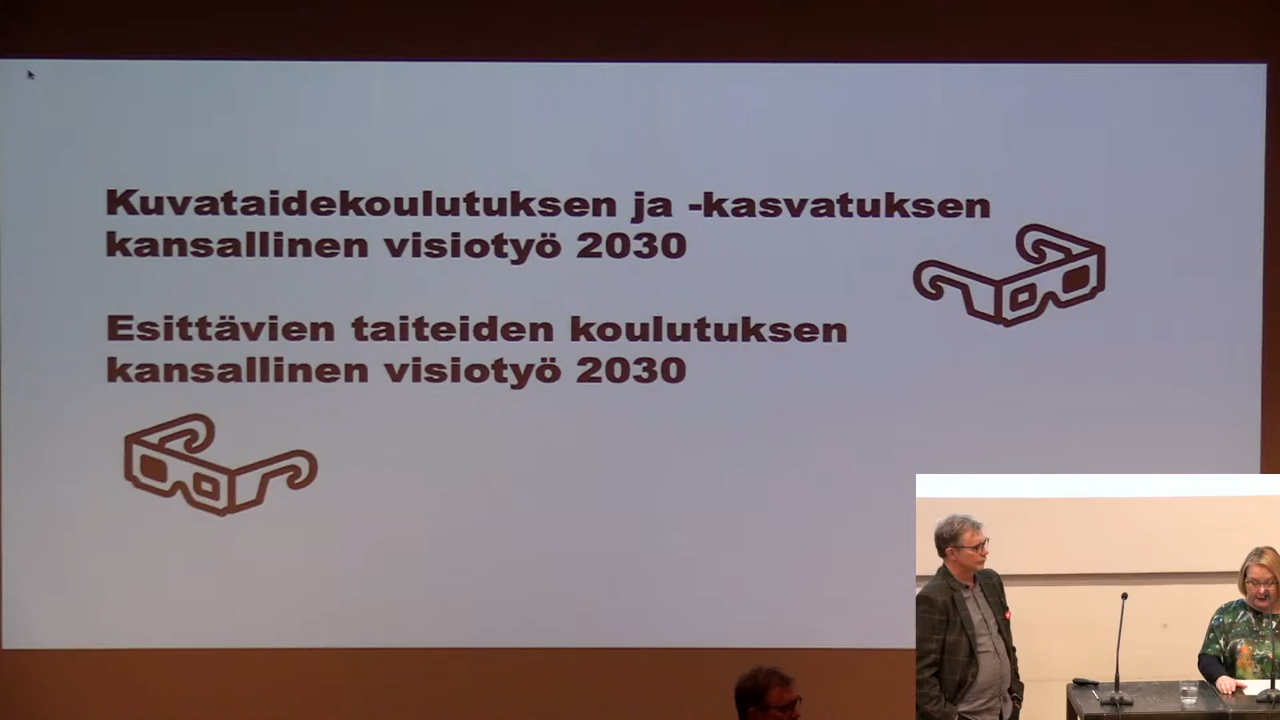 Kuvataidekoulutuksen ja -kasvatuksen
kansallinen visiotyö 2030
Esittävien taiteiden koulutuksen
kansallinen visiotyö 2030